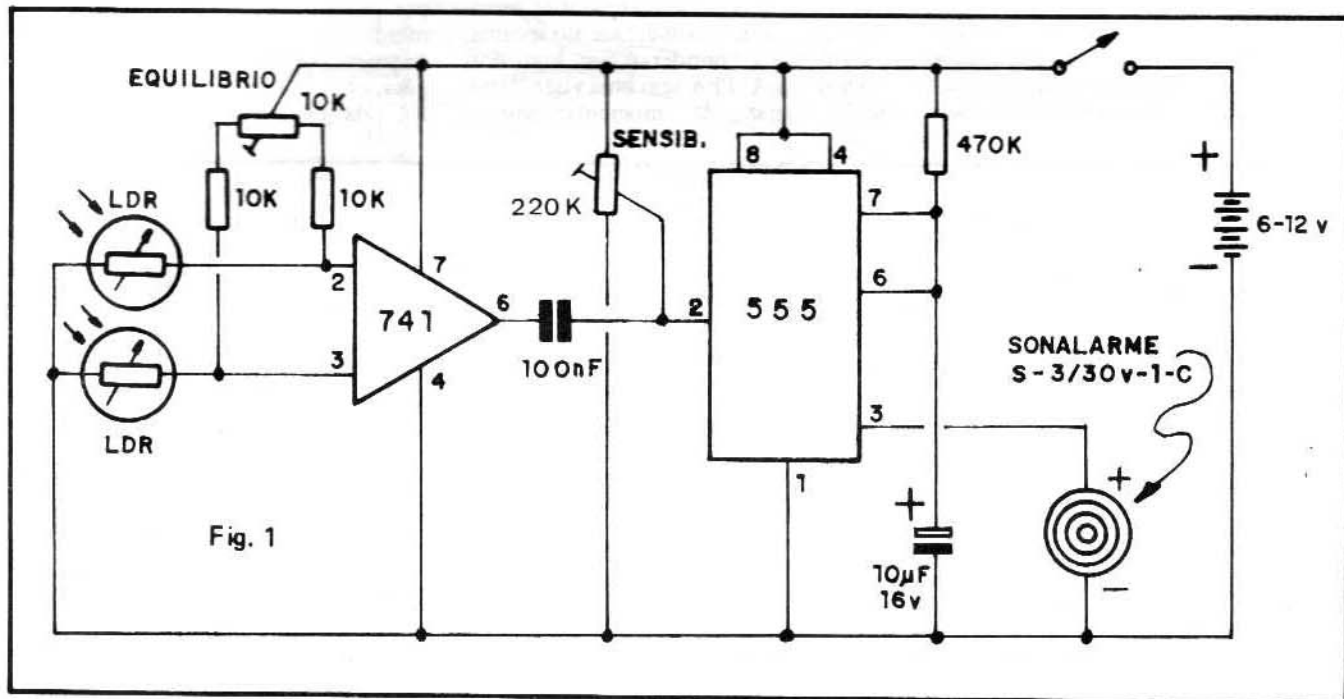 EQUILIBRIO
10K
10K
10K
LDR
LDR
2
3
7
4
6
741
100nF
SENSIB.
220K
8
4
7
6
2
3
1
555
470K
+
10µF
16v
+
-
6-12 v
SONALARME
S-3/30v-1-C
+
-
Fig. 1